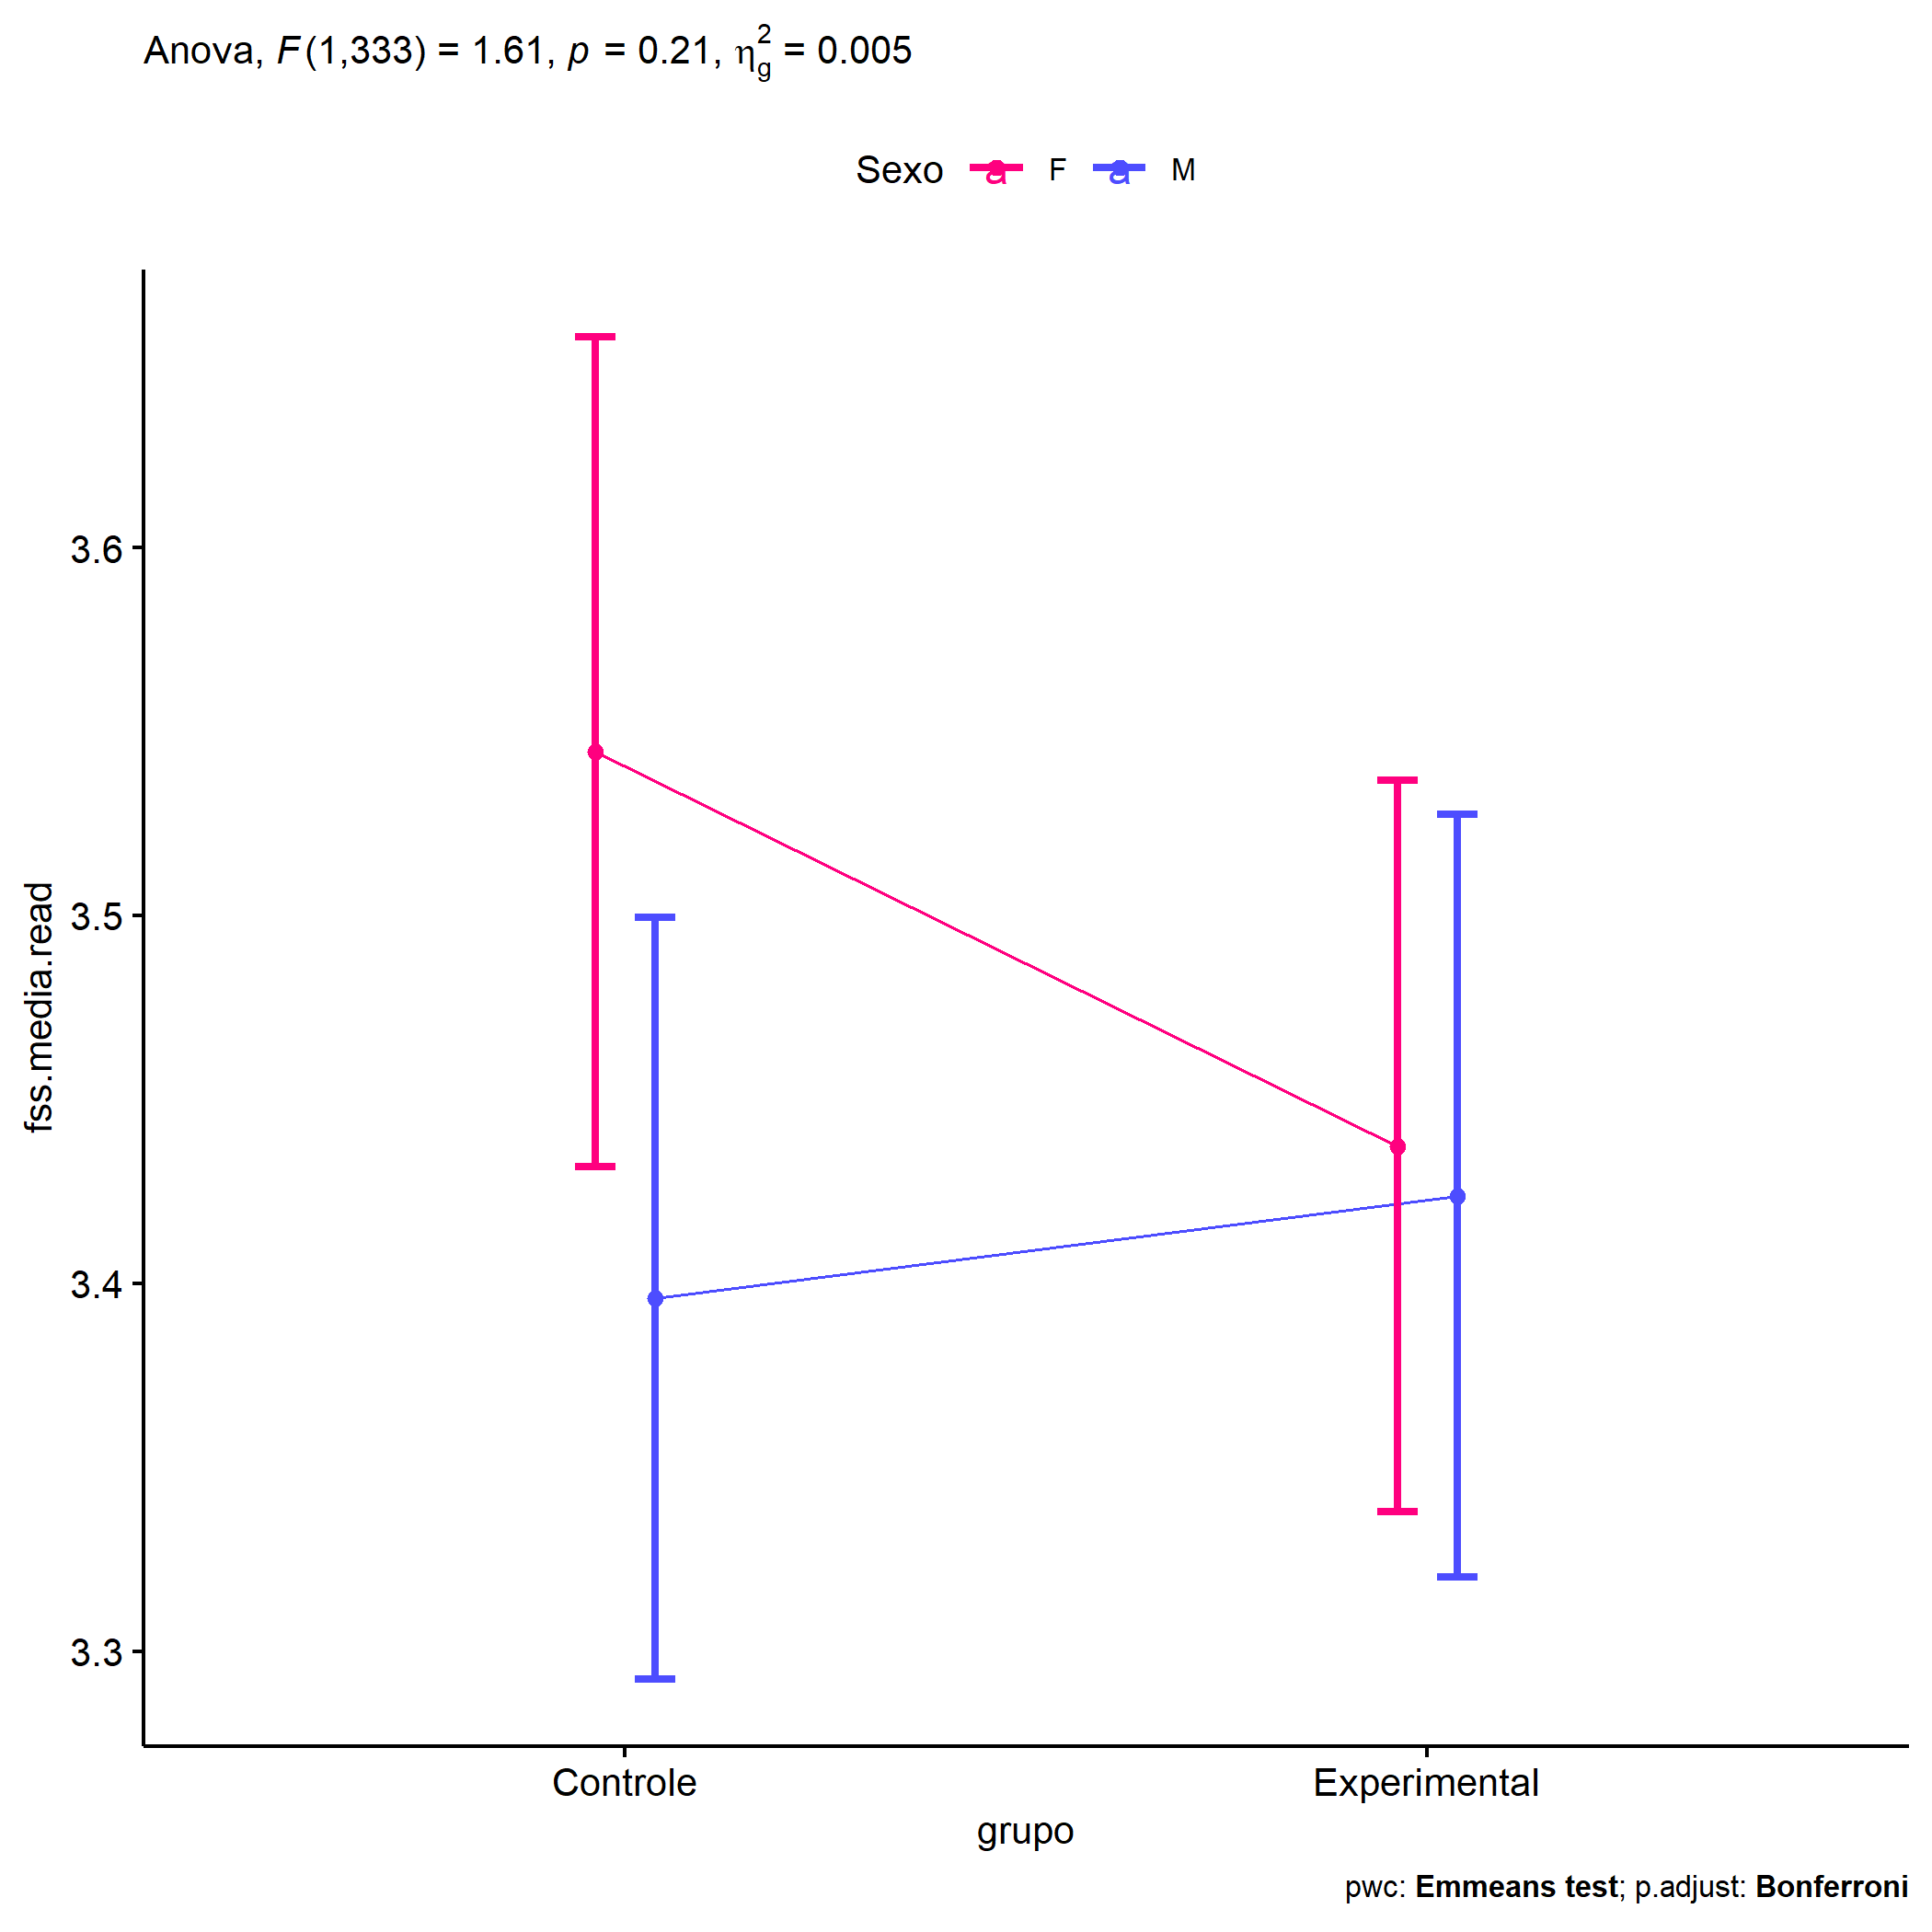 Anova, F(1,333) = 1.61, p = 0.21, η²g = 0.005
Sexo a F a M
fss.media.read
3.6
3.5
3.4
3.3
Controle Experimental
grupo
pwc: Emmeans test; p.adjust: Bonferroni